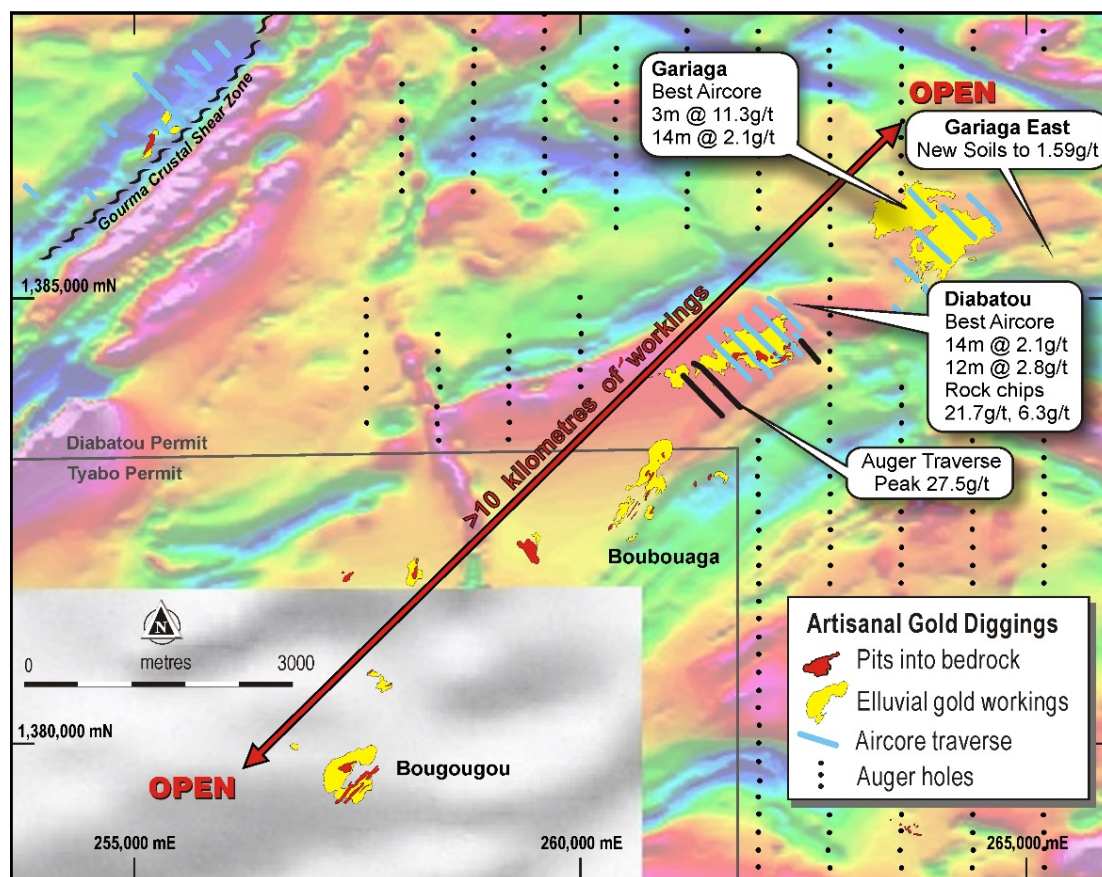 Gourma Crustal Shear Zone
Gariaga
Best Aircore
3m @ 11.3g/t
14m @ 2.1g/t
OPEN
Gariaga East
New Soils to 1.59g/t
1,385,000 mN
>10 kilometres of workings
Diabatou
Best Aircore
14m @ 2.1g/t
12m @ 2.8g/t
Rock chips
21.7g/t, 6.3g/t
Diabatou Permit
Tyabo Permit
Auger Traverse
Peak 27.5g/t
Boubouaga
N
0 metres 3000
1,380,000 mN
OPEN
Bougougou
Artisanal Gold Diggings
Pits into bedrock
Elluvial gold workings
Aircore traverse
Auger holes
255,000 mE
260,000 mE
265,000 mE